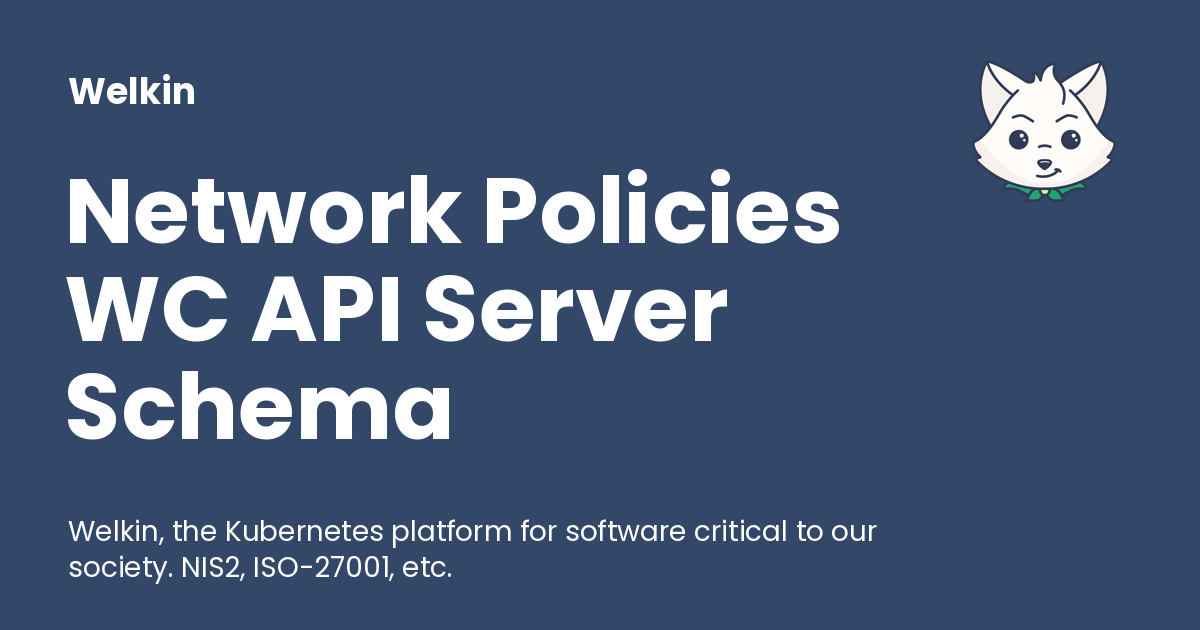 Welkin
Network Policies
WC API Server
Schema
Welkin, the Kubernetes platform for software critical to our
society. NIS2, ISO-27001, etc.